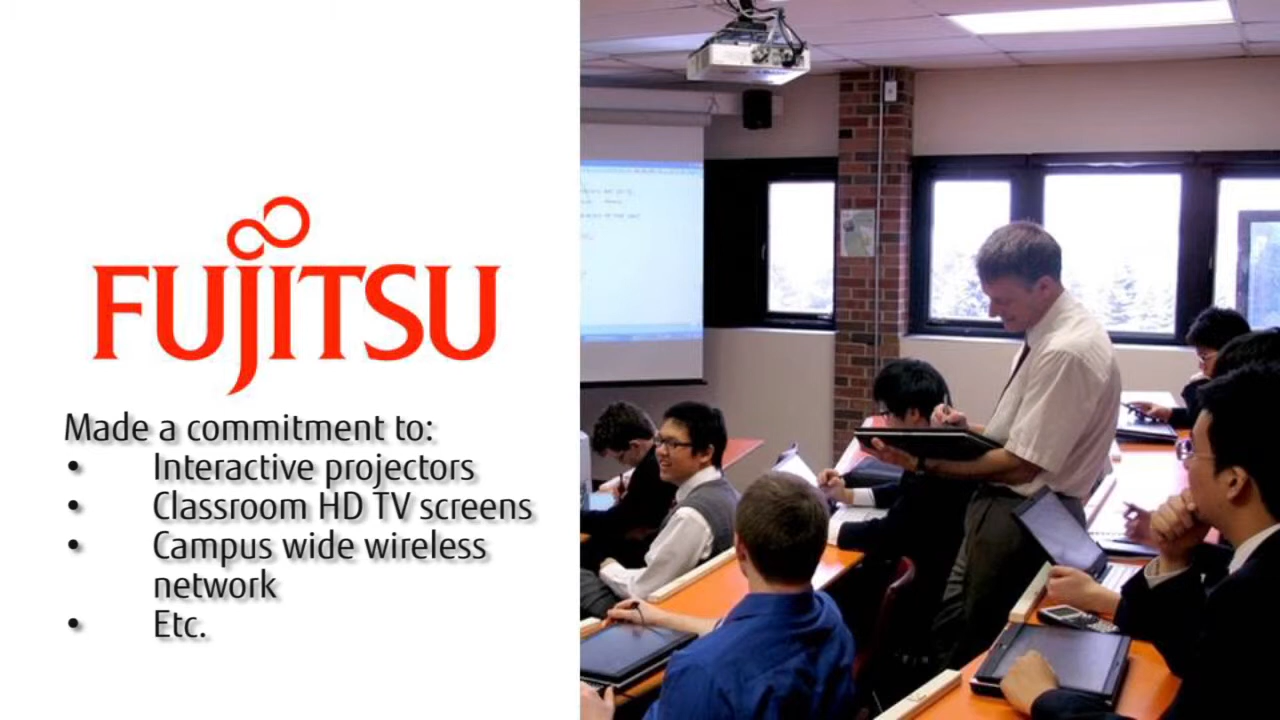 FUJITSU
Made a commitment to:
• Interactive projectors
• Classroom HD TV screens
• Campus wide wireless
network
• Etc.